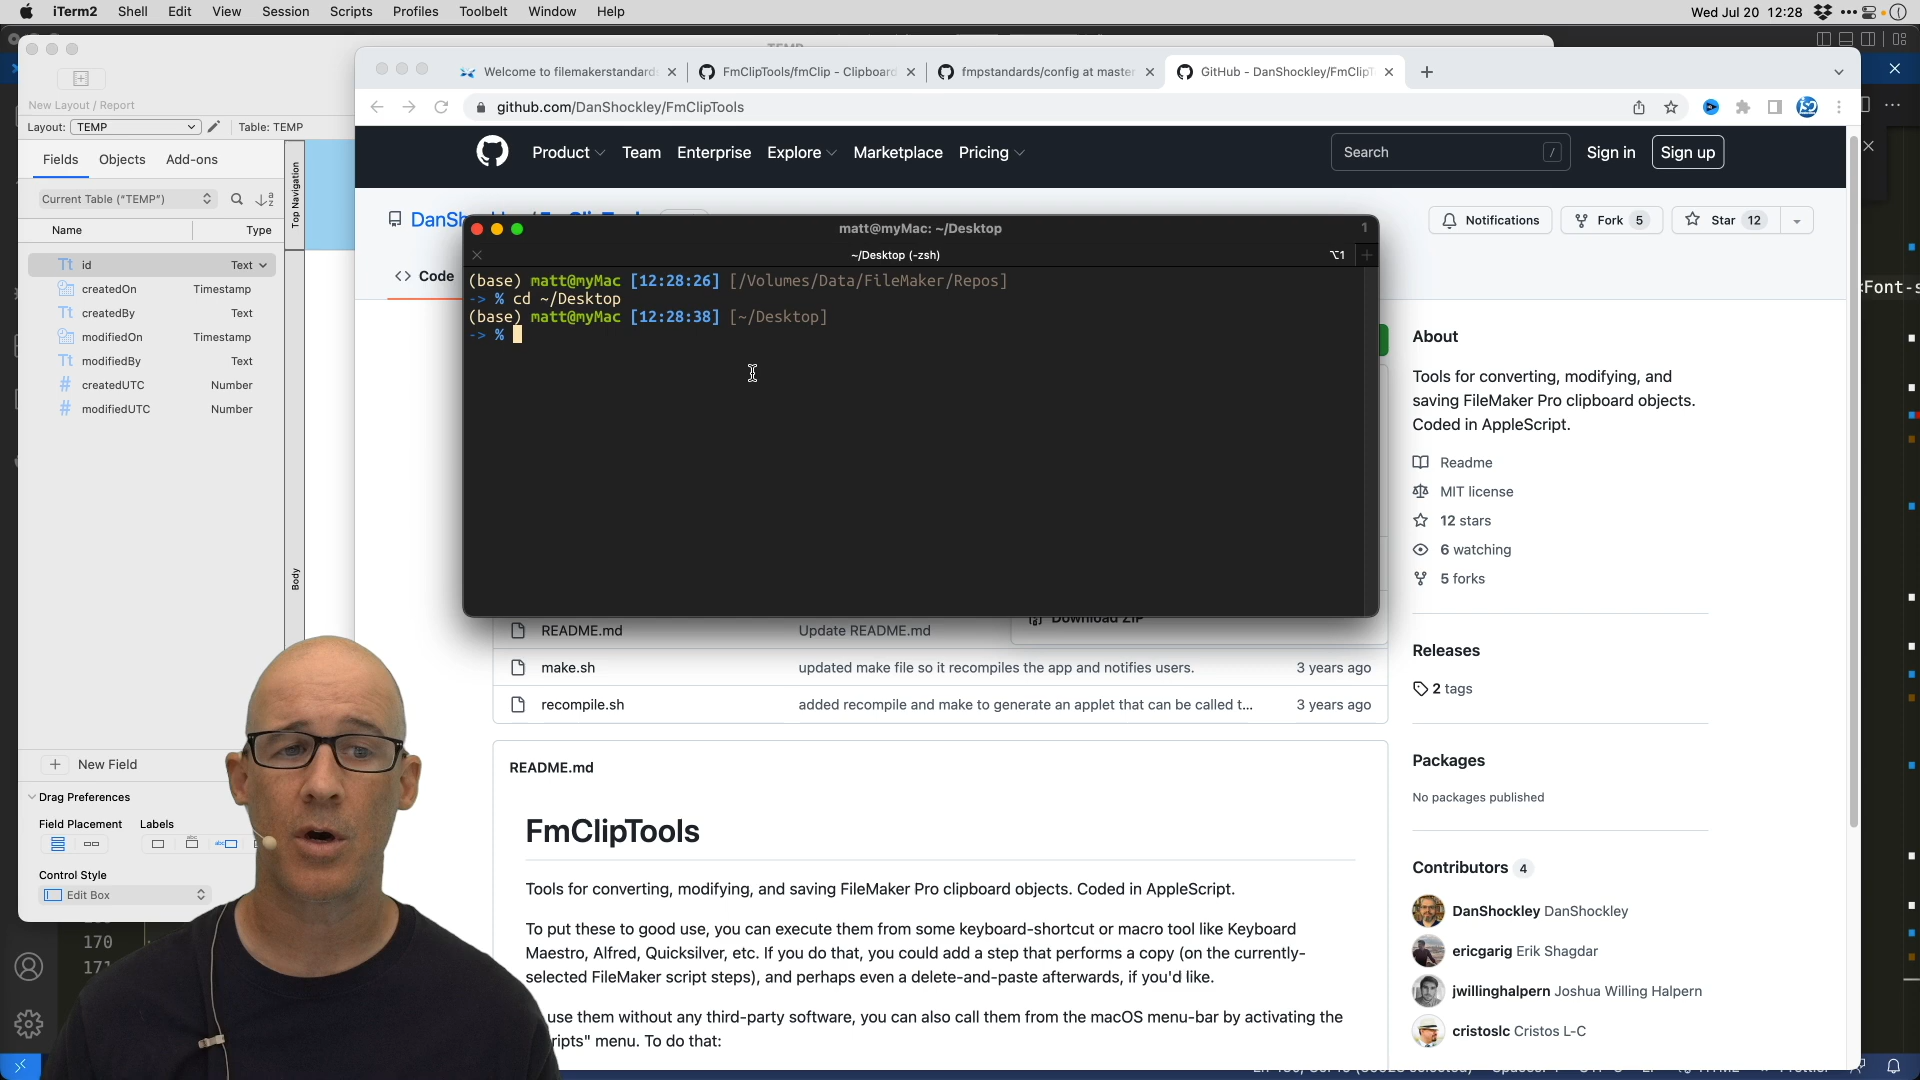 iTerm2 Shell Edit View Session Scripts Profiles Toolbelt Window Help
Wed Jul 20 12:28
New Layout / Report
Layout: TEMP Table: TEMP
Fields Objects Add-ons
Current Table ("TEMP")
Name Type
Tt id Text
createdOn Timestamp
Tt createdBy Text
modifiedOn Timestamp
Tt modifiedBy Text
# createdUTC Number
# modifiedUTC Number
+ New Field
Drag Preferences
Field Placement Labels
Control Style
Edit Box
Top Navigation
Body
170
Welcome to filemakerstandards
FmClipTools/fmClip - Clipboard
fmpstandards/config at master
GitHub - DanShockley/FmClipT
github.com/DanShockley/FmClipTools
Product Team Enterprise Explore Marketplace Pricing
Search /
Sign in Sign up
Notifications Fork 5 Star 12
<> Code
matt@myMac: ~/Desktop
1
~/Desktop (-zsh)
⌥1
(base) matt@myMac [12:28:26] [/Volumes/Data/FileMaker/Repos]
-> % cd ~/Desktop
(base) matt@myMac [12:28:38] [~/Desktop]
-> %
Download ZIP
README.md Update README.md
make.sh updated make file so it recompiles the app and notifies users. 3 years ago
recompile.sh added recompile and make to generate an applet that can be called t... 3 years ago
README.md
FmClipTools
Tools for converting, modifying, and saving FileMaker Pro clipboard objects. Coded in AppleScript.
To put these to good use, you can execute them from some keyboard-shortcut or macro tool like Keyboard
Maestro, Alfred, Quicksilver, etc. If you do that, you could add a step that performs a copy (on the currently-
selected FileMaker script steps), and perhaps even a delete-and-paste afterwards, if you'd like.
use them without any third-party software, you can also call them from the macOS menu-bar by activating the
menu. To do that:
About
Tools for converting, modifying, and
saving FileMaker Pro clipboard objects.
Coded in AppleScript.
Readme
MIT license
12 stars
6 watching
5 forks
Releases
2 tags
Packages
No packages published
Contributors 4
DanShockley DanShockley
ericgarig Erik Shagdar
jwillinghalpern Joshua Willing Halpern
cristoslc Cristos L-C